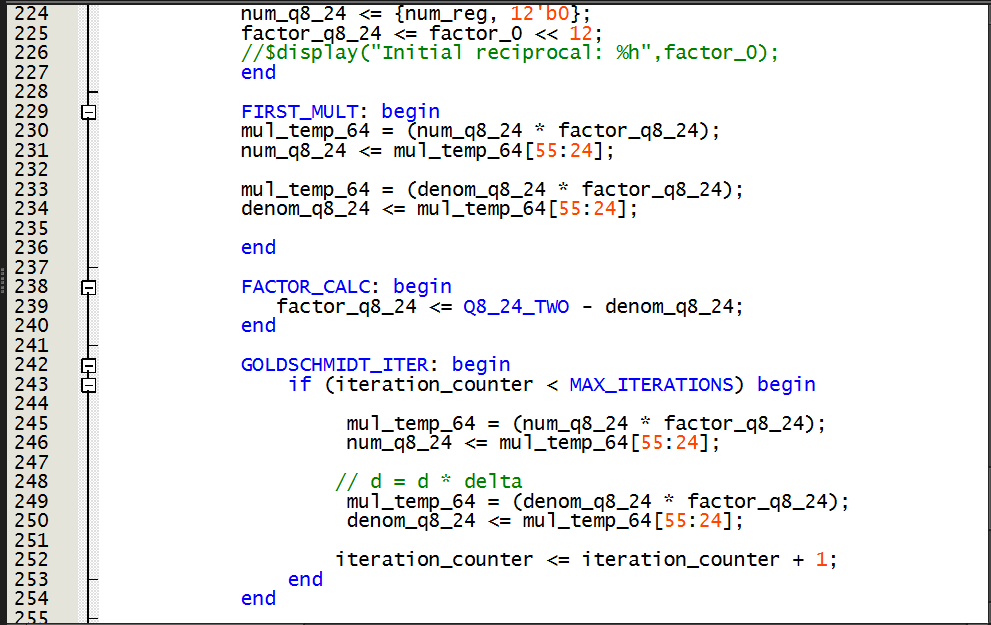 224 num_q8_24 <= {num_reg, 12'b0};
225 factor_q8_24 <= factor_0 << 12;
226 //$display("Initial reciprocal: %h",factor_0);
227 end
228
229 FIRST_MULT: begin
230 mul_temp_64 = (num_q8_24 * factor_q8_24);
231 num_q8_24 <= mul_temp_64[55:24];
232
233 mul_temp_64 = (denom_q8_24 * factor_q8_24);
234 denom_q8_24 <= mul_temp_64[55:24];
235
236 end
237
238 FACTOR_CALC: begin
239 factor_q8_24 <= Q8_24_TWO - denom_q8_24;
240 end
241
242 GOLDSCHMIDT_ITER: begin
243 if (iteration_counter < MAX_ITERATIONS) begin
244
245 mul_temp_64 = (num_q8_24 * factor_q8_24);
246 num_q8_24 <= mul_temp_64[55:24];
247
248 // d = d * delta
249 mul_temp_64 = (denom_q8_24 * factor_q8_24);
250 denom_q8_24 <= mul_temp_64[55:24];
251
252 iteration_counter <= iteration_counter + 1;
253 end
254 end
255